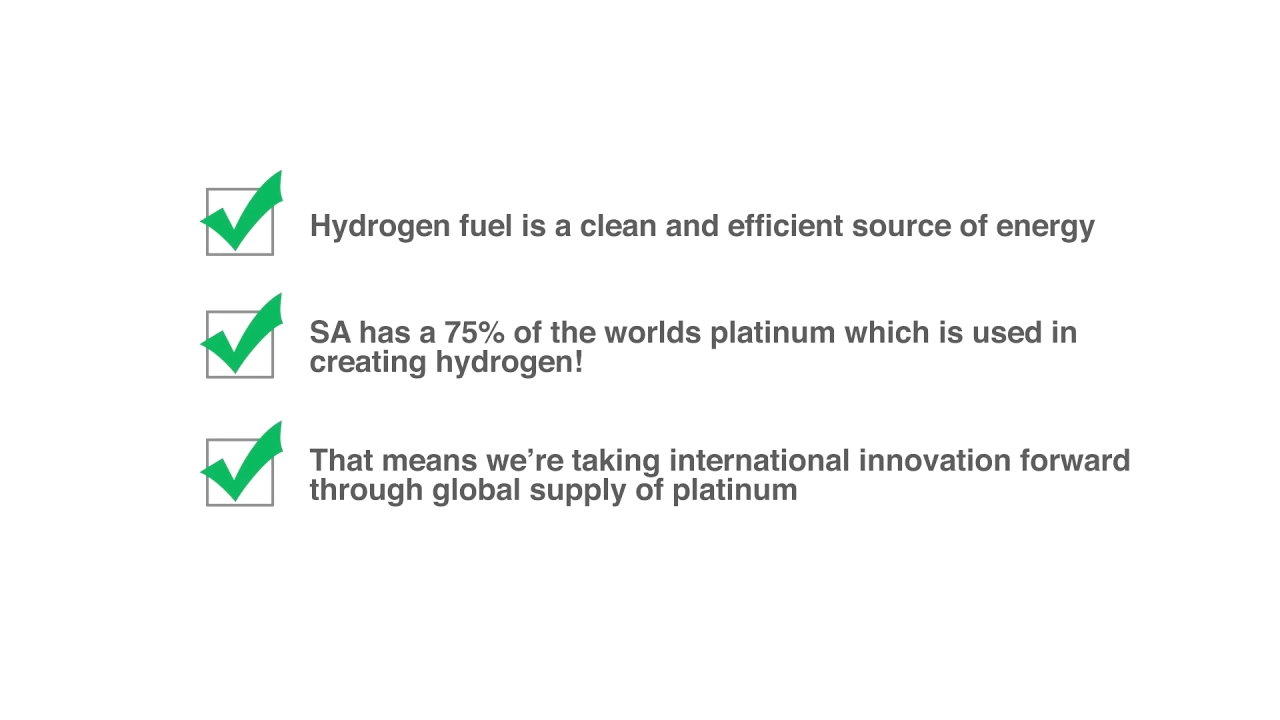 Hydrogen fuel is a clean and efficient source of energy
SA has a 75% of the worlds platinum which is used in
creating hydrogen!
That means we’re taking international innovation forward
through global supply of platinum